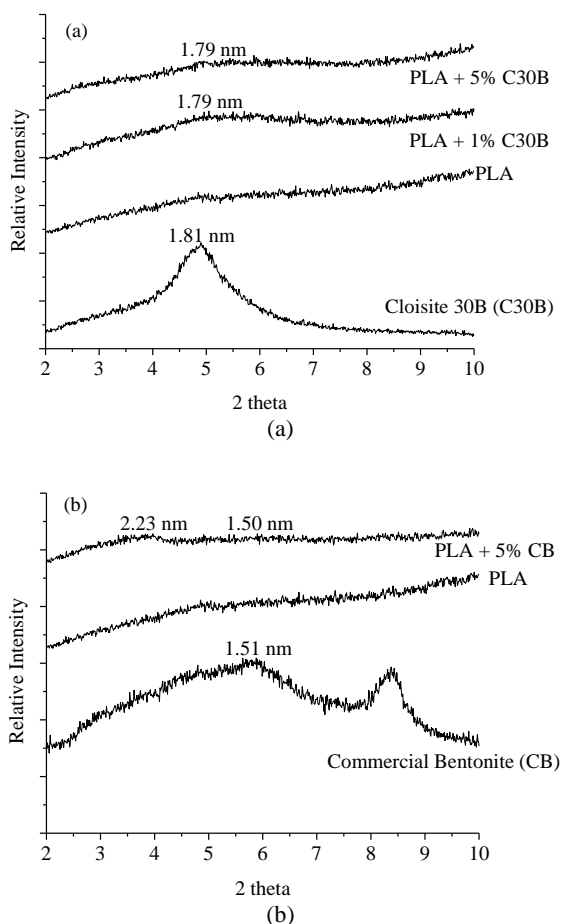 (a)
1.79 nm
PLA + 5% C30B
1.79 nm
PLA + 1% C30B
PLA
1.81 nm
Cloisite 30B (C30B)
Relative Intensity
2 3 4 5 6 7 8 9 10
2 theta
(a)
(b)
2.23 nm 1.50 nm
PLA + 5% CB
PLA
1.51 nm
Commercial Bentonite (CB)
Relative Intensity
2 3 4 5 6 7 8 9 10
2 theta
(b)